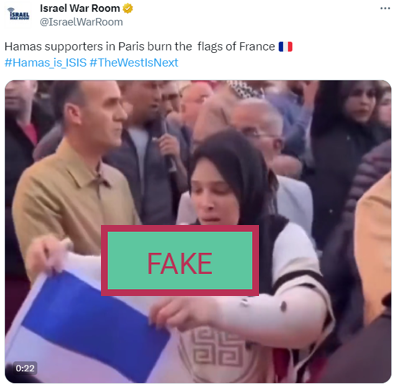 Israel War Room
@IsraelWarRoom
Hamas supporters in Paris burn the flags of France 🇫🇷
#Hamas_is_ISIS #TheWestIsNext
FAKE
0:22